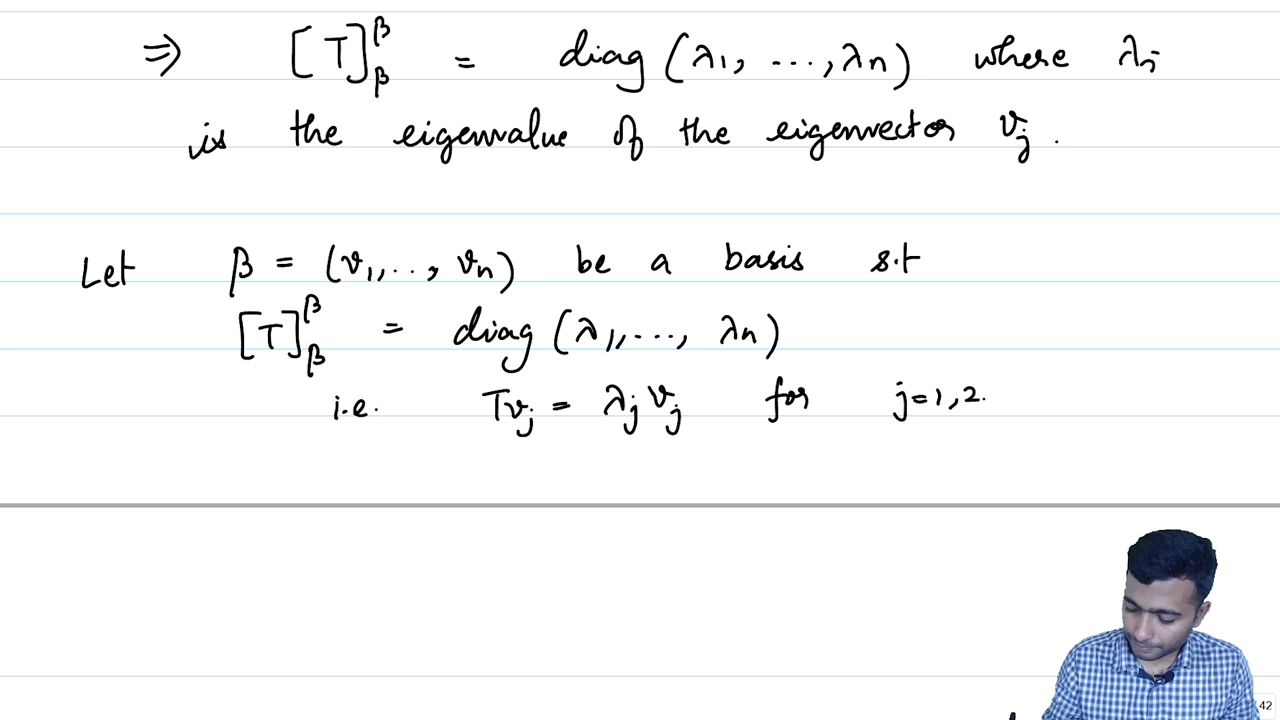 ⇒ [T]_β^β = diag (λ1, ..., λn) where λj
is the eigenvalue of the eigenvector vj.
Let β = (v1,.., vn) be a basis s.t
[T]_β^β = diag (λ1,..., λn)
i.e. Tvj = λj vj for j=1,2.
42